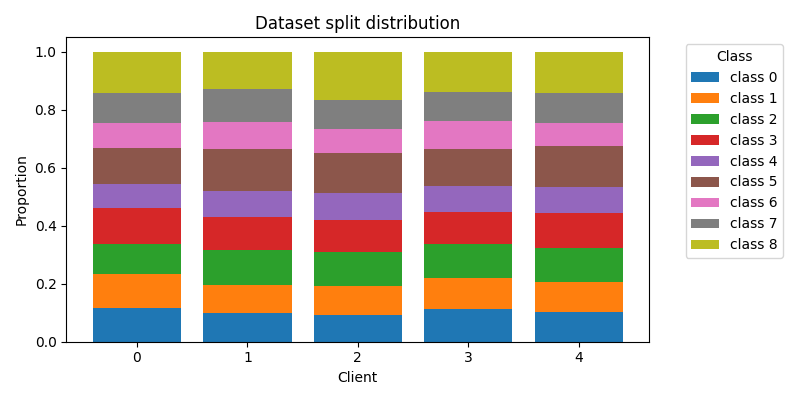 Dataset split distribution
1.0
0.8
0.6
0.4
0.2
0.0
Proportion
0 1 2 3 4
Client
Class
class 0
class 1
class 2
class 3
class 4
class 5
class 6
class 7
class 8